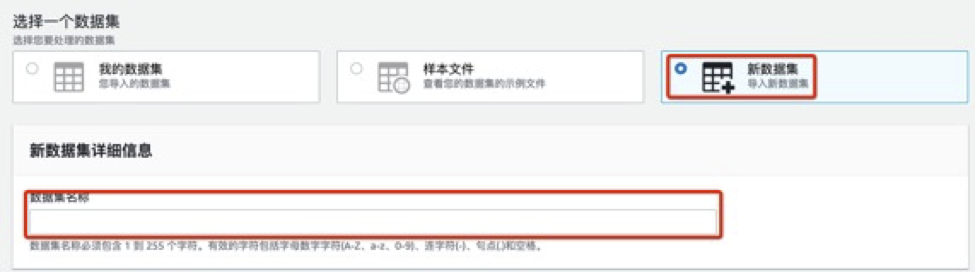 选择一个数据集
选择您要处理的数据集
我的数据集
您导入的数据集
样本文件
查看您的数据集的示例文件
新数据集
导入新数据集
新数据集详细信息
数据集名称
数据集名称必须包含 1 到 255 个字符。有效的字符包括字母数字字符(A-Z、a-z、0-9)、连字符(-)、句点(.)和空格。